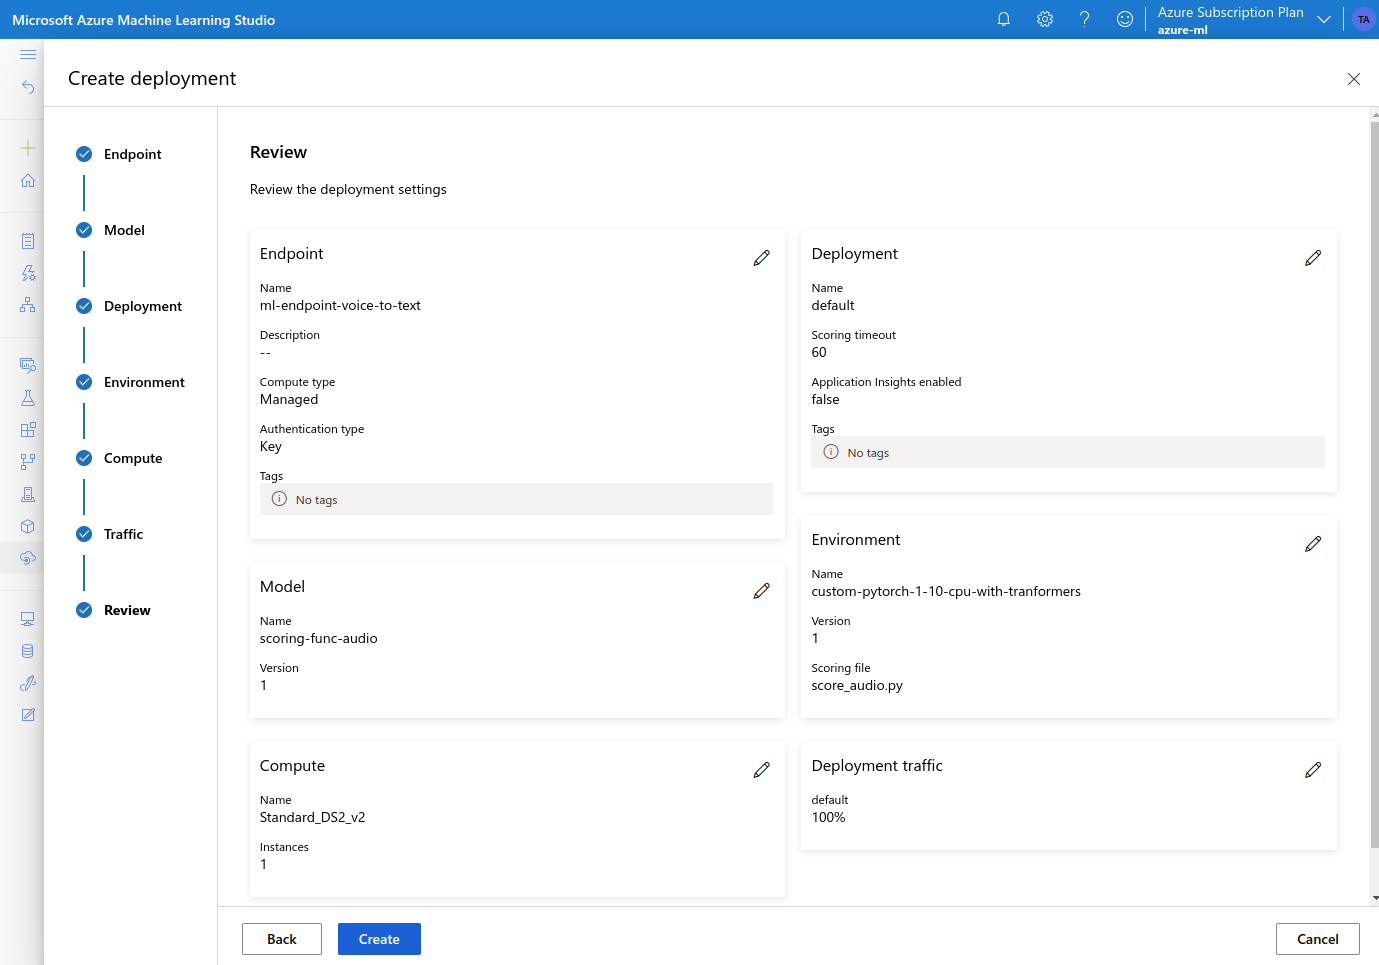 Microsoft Azure Machine Learning Studio
Azure Subscription Plan
azure-ml
TA
Create deployment
Endpoint
Model
Deployment
Environment
Compute
Traffic
Review
Review
Review the deployment settings
Endpoint
Name
ml-endpoint-voice-to-text
Description
--
Compute type
Managed
Authentication type
Key
Tags
No tags
Model
Name
scoring-func-audio
Version
1
Compute
Name
Standard_DS2_v2
Instances
1
Deployment
Name
default
Scoring timeout
60
Application Insights enabled
false
Tags
No tags
Environment
Name
custom-pytorch-1-10-cpu-with-tranformers
Version
1
Scoring file
score_audio.py
Deployment traffic
default
100%
Back
Create
Cancel